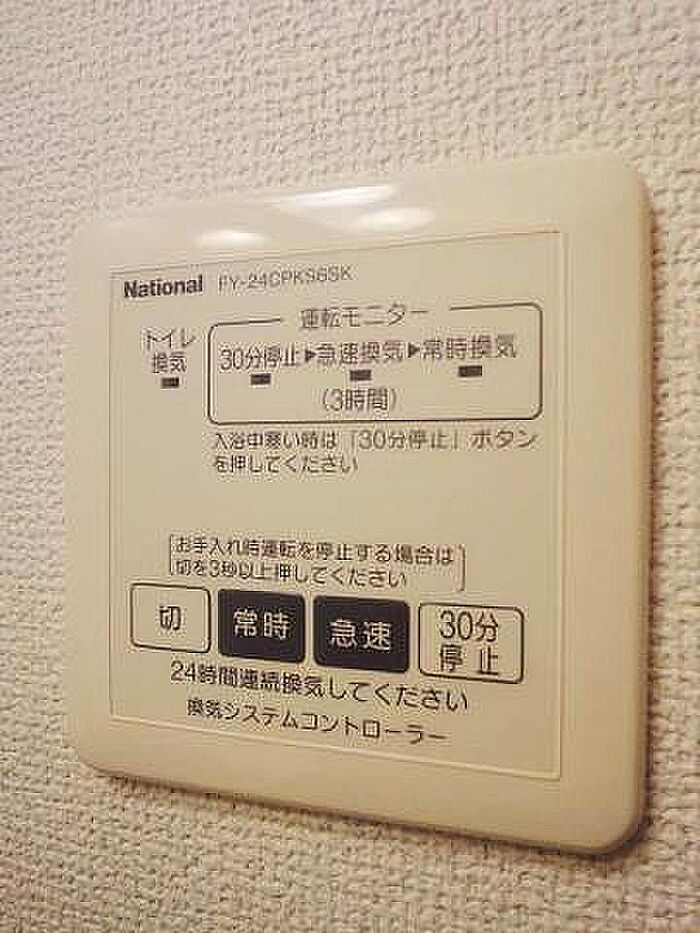 National FY-24CPKS6SK
運転モニター
トイレ
換気
30分停止▶急速換気▶常時換気
(3時間)
入浴中寒い時は「30分停止」ボタン
を押してください
お手入れ時運転を停止する場合は
切を3秒以上押してください
切 常時 急速 30分
停止
24時間連続換気してください
換気システムコントローラー